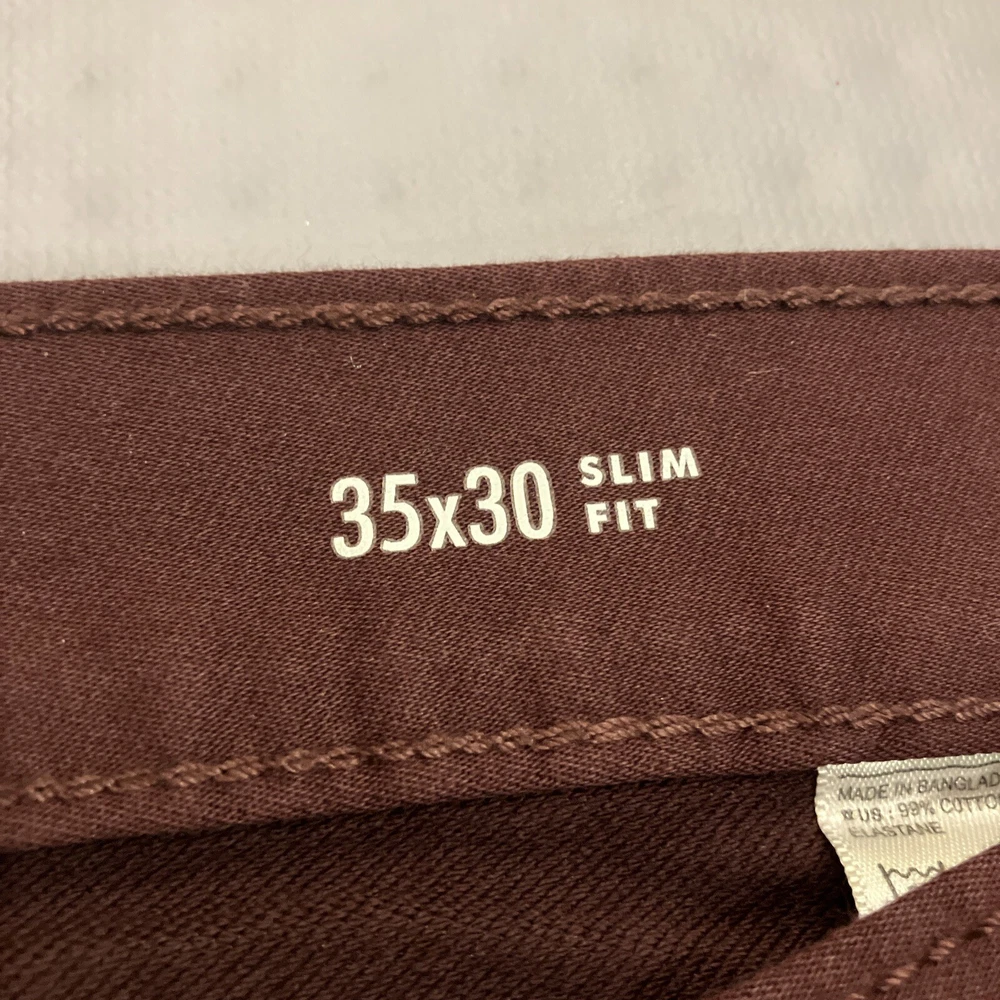 35x30 SLIM
FIT
MADE IN BANGLAD
US : 99% COTTO
ELASTANE